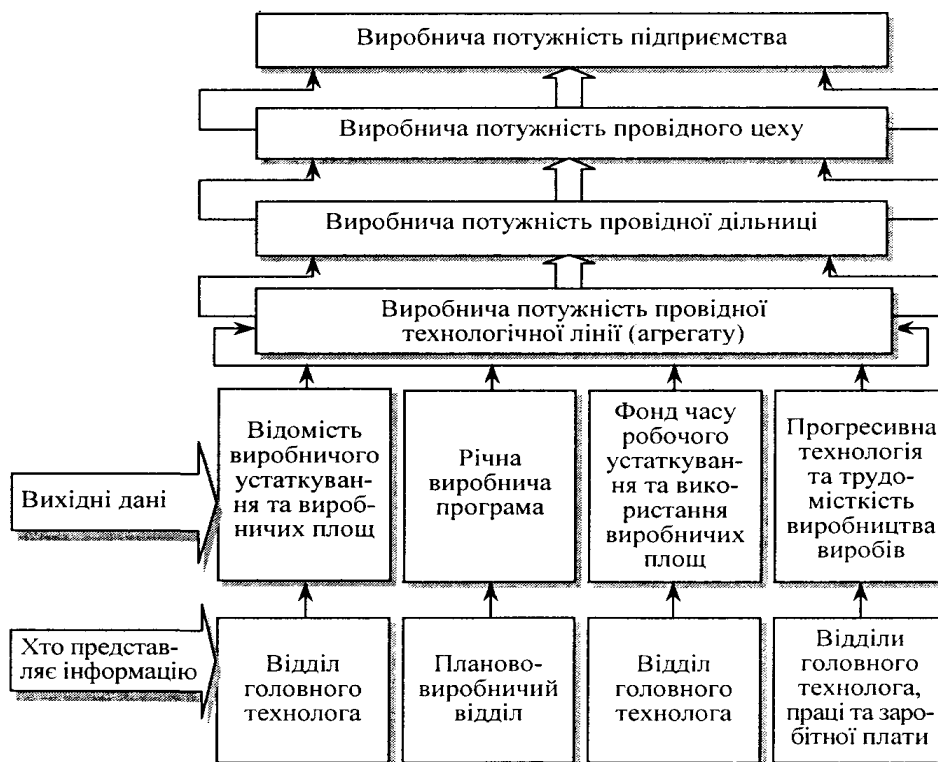 Виробнича потужність підприємства
Виробнича потужність провідного цеху
Виробнича потужність провідної дільниці
Виробнича потужність провідної
технологічної лінії (агрегату)
Вихідні дані
Відомість
виробничого
устаткуван-
ня та вироб-
ничих площ
Річна
виробнича
програма
Фонд часу
робочого
устаткуван-
ня та вико-
ристання
виробничих
площ
Прогресивна
технологія
та трудо-
місткість
виробництва
виробів
Хто представ-
ляє інформацію
Відділ
головного
технолога
Планово-
виробничий
відділ
Відділ
головного
технолога
Відділи
головного
технолога,
праці та заро-
бітної плати